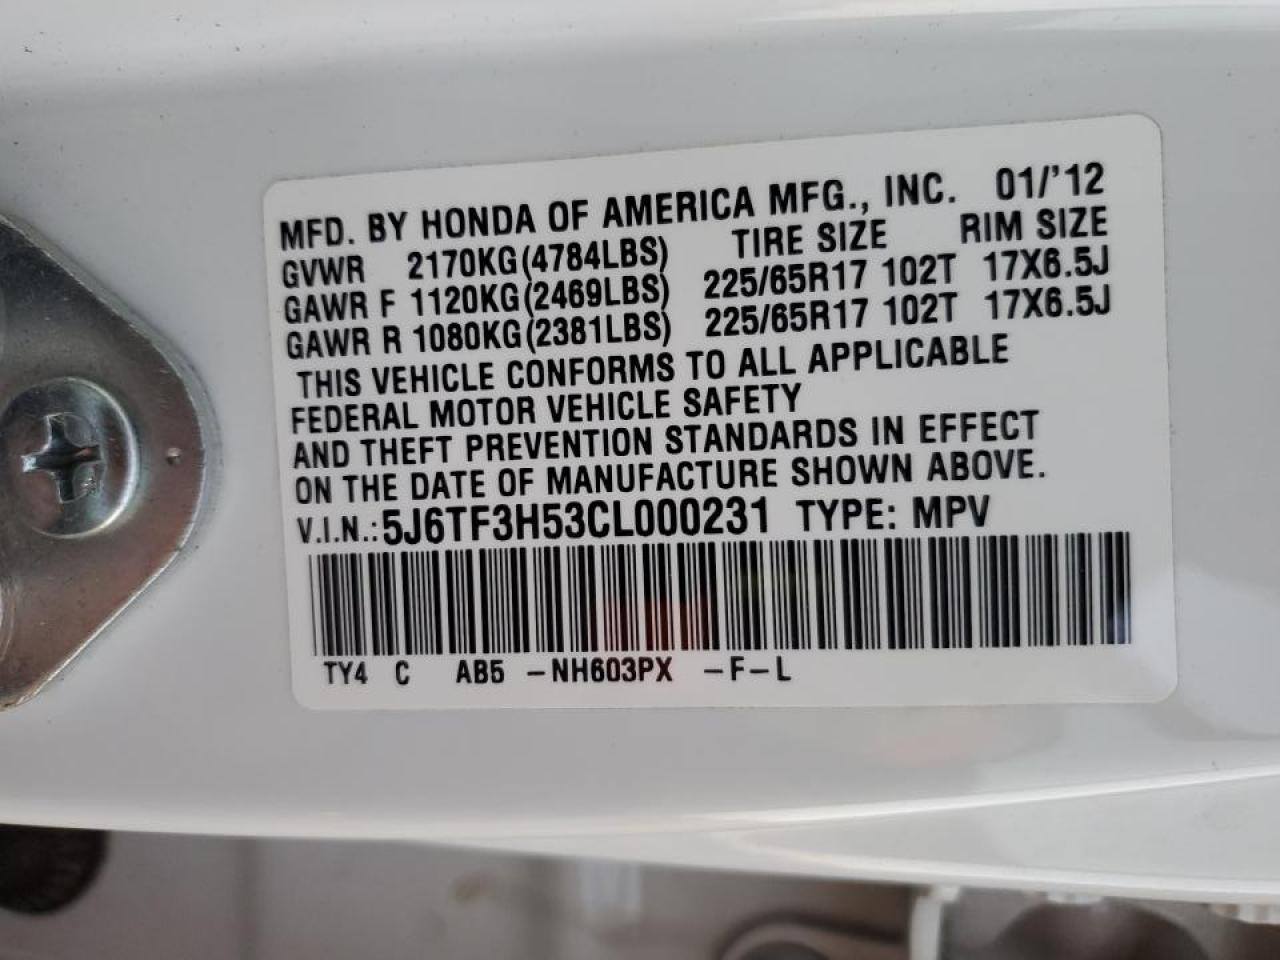 MFD. BY HONDA OF AMERICA MFG., INC. 01/'12
GVWR 2170KG(4784LBS) TIRE SIZE RIM SIZE
GAWR F 1120KG(2469LBS) 225/65R17 102T 17X6.5J
GAWR R 1080KG(2381LBS) 225/65R17 102T 17X6.5J
THIS VEHICLE CONFORMS TO ALL APPLICABLE
FEDERAL MOTOR VEHICLE SAFETY
AND THEFT PREVENTION STANDARDS IN EFFECT
ON THE DATE OF MANUFACTURE SHOWN ABOVE.
V.I.N.:5J6TF3H53CL000231 TYPE: MPV
TY4 C AB5 -NH603PX -F-L